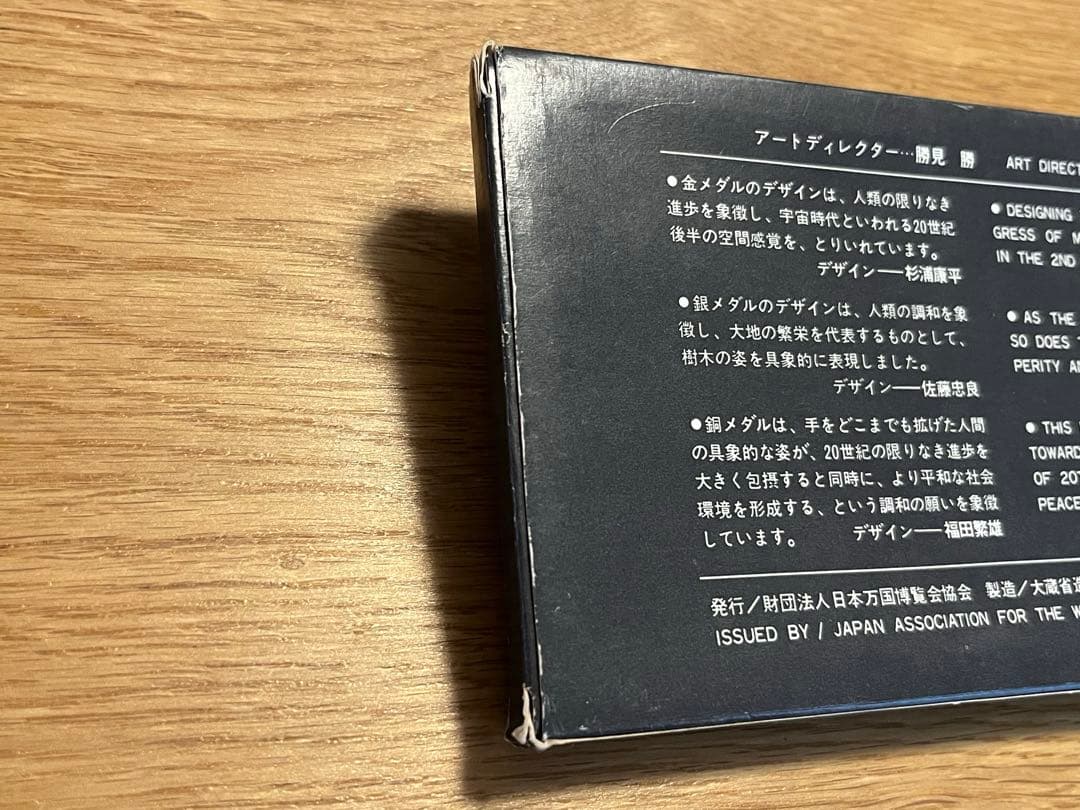 アートディレクター…勝見 勝
●金メダルのデザインは、人類の限りなき
進歩を象徴し、宇宙時代といわれる20世紀
後半の空間感覚を、とりいれています。
デザイン──杉浦康平
●銀メダルのデザインは、人類の調和を象
徴し、大地の繁栄を代表するものとして、
樹木の姿を具象的に表現しました。
デザイン──佐藤忠良
●銅メダルは、手をどこまでも拡げた人間
の具象的な姿が、20世紀の限りなき進歩を
大きく包摂すると同時に、より平和な社会
環境を形成する、という調和の願いを象徴
しています。 デザイン──福田繁雄
ART DIRECT
●DESIGNING
GRESS OF M
IN THE 2ND
●AS THE
SO DOES T
PERITY AN
●THIS
TOWARD
OF 20T
PEACE
発行／財団法人日本万国博覧会協会 製造／大蔵省造
ISSUED BY / JAPAN ASSOCIATION FOR THE W